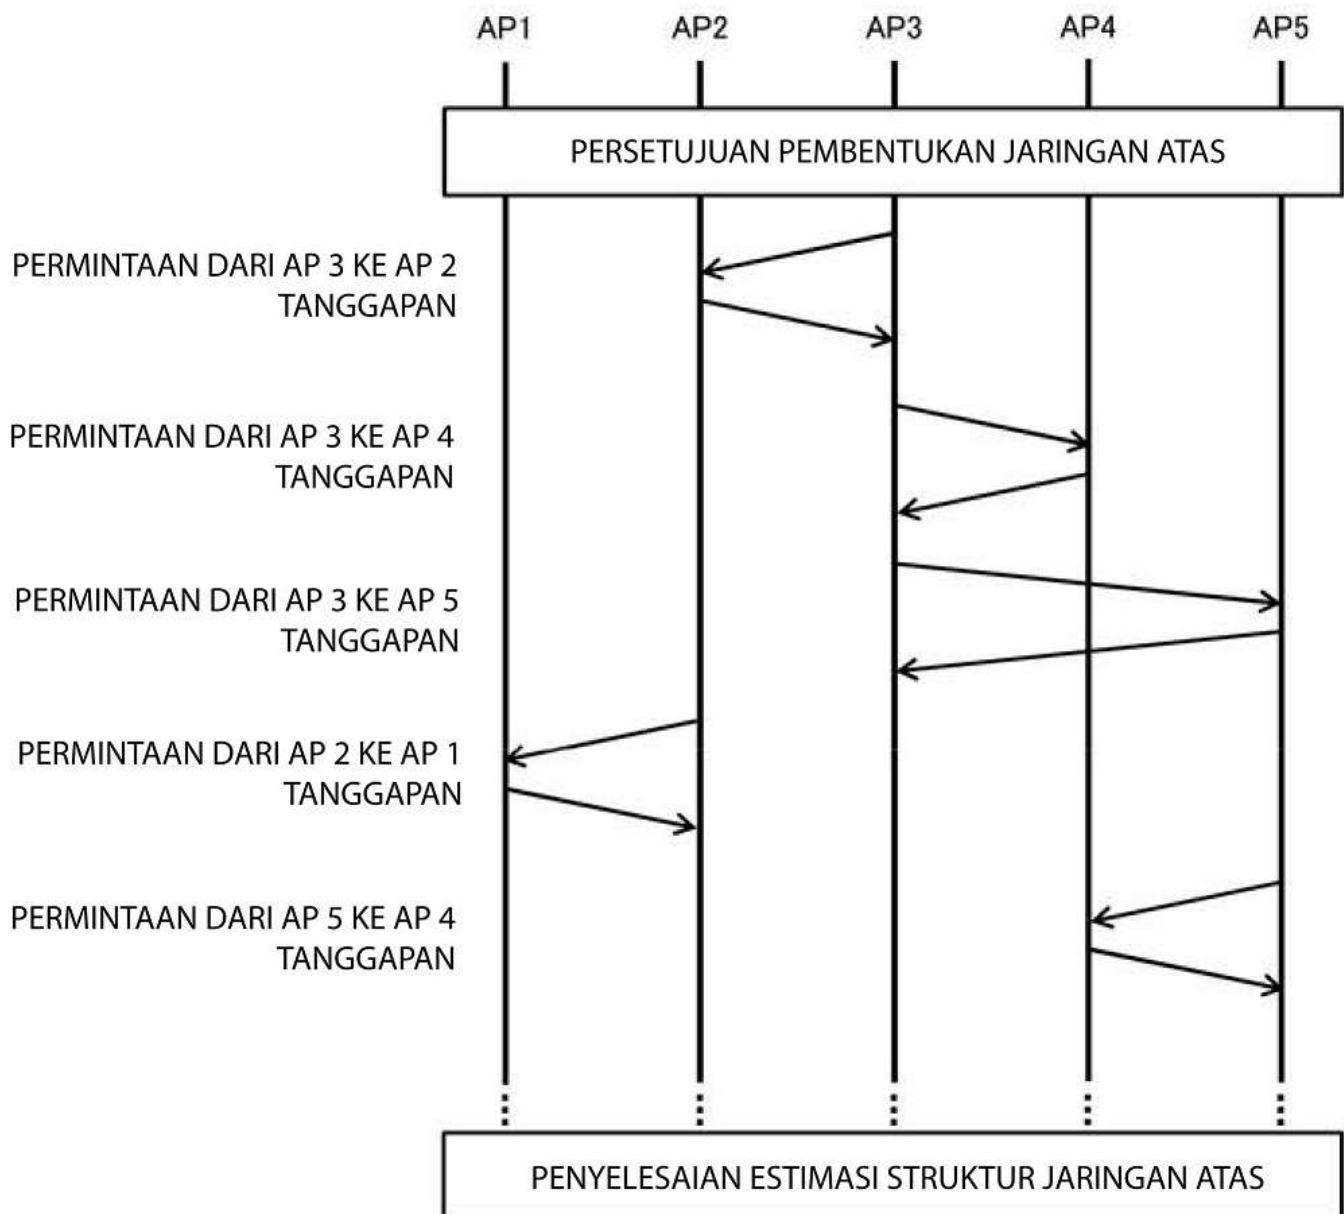 AP1 AP2 AP3 AP4 AP5
PERSETUJUAN PEMBENTUKAN JARINGAN ATAS
PERMINTAAN DARI AP 3 KE AP 2
TANGGAPAN
PERMINTAAN DARI AP 3 KE AP 4
TANGGAPAN
PERMINTAAN DARI AP 3 KE AP 5
TANGGAPAN
PERMINTAAN DARI AP 2 KE AP 1
TANGGAPAN
PERMINTAAN DARI AP 5 KE AP 4
TANGGAPAN
PENYELESAIAN ESTIMASI STRUKTUR JARINGAN ATAS